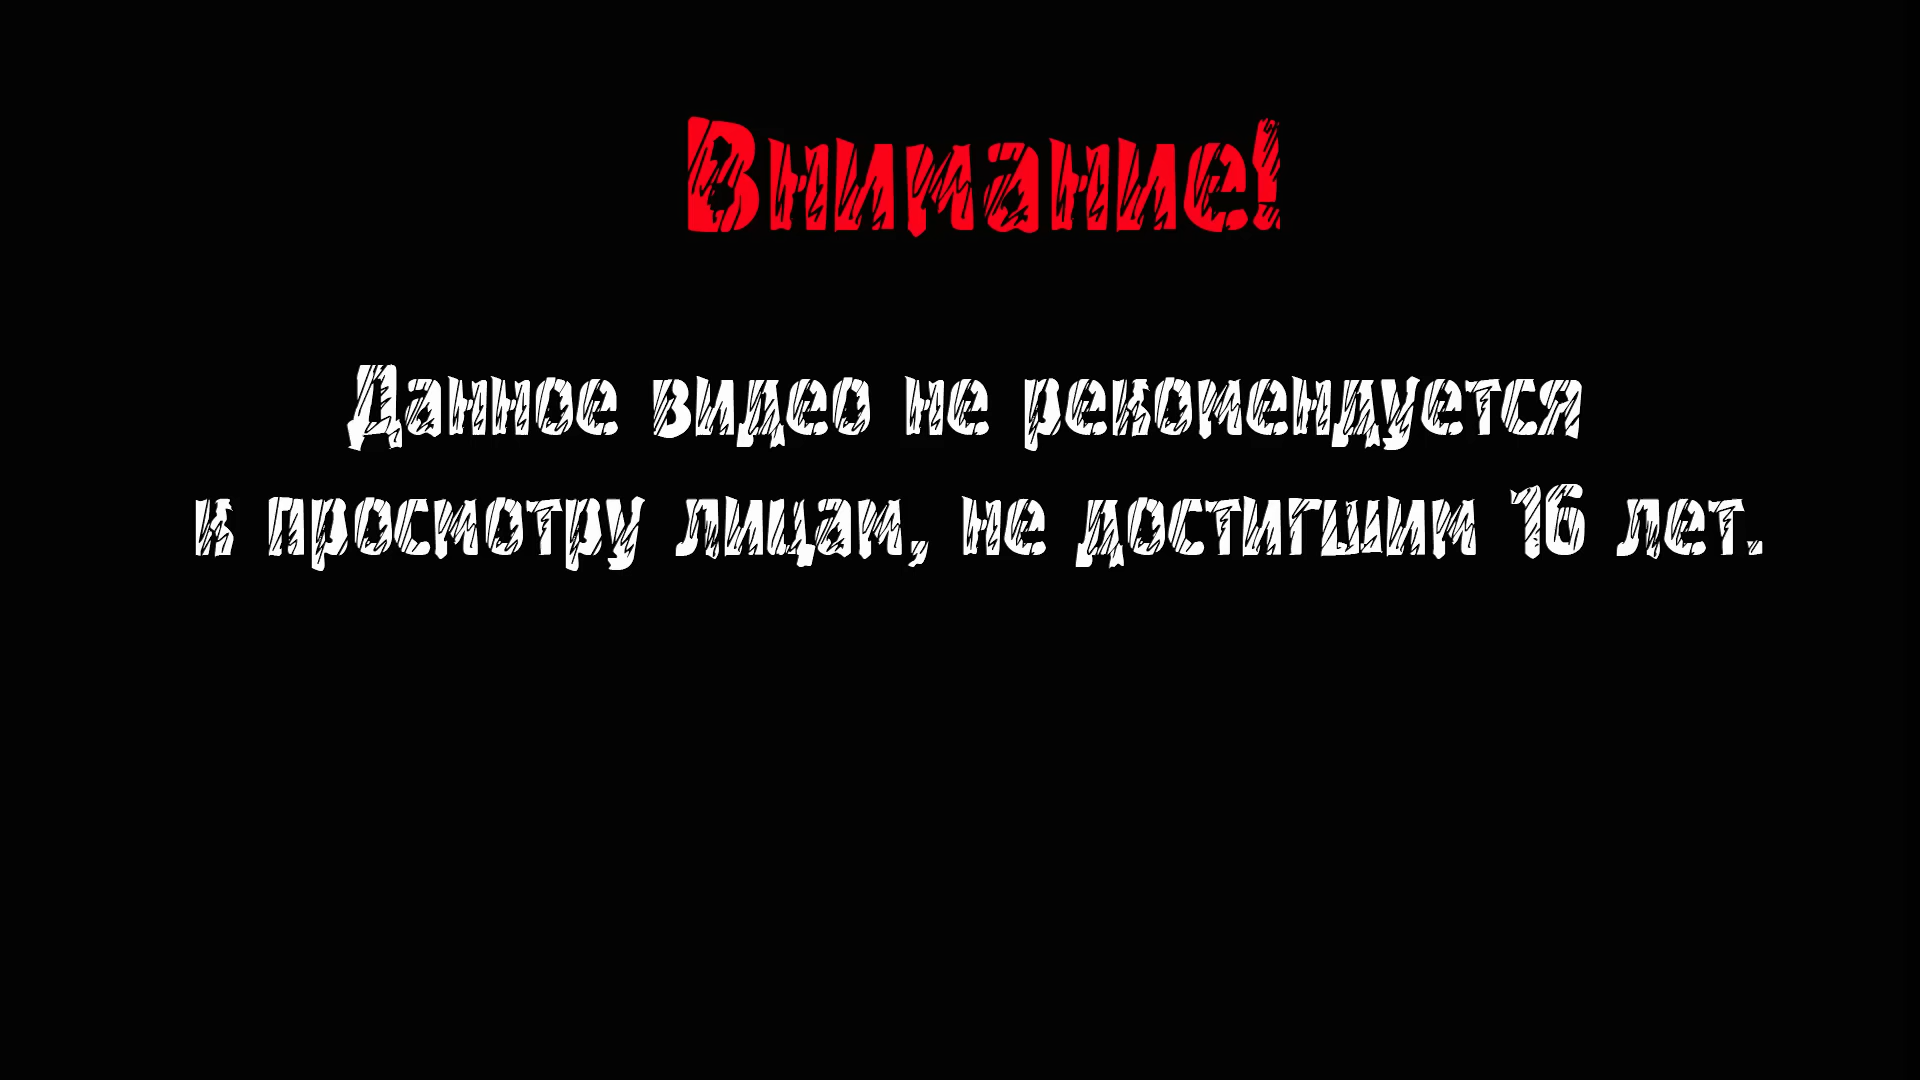 Внимание!
Данное видео не рекомендуется
к просмотру лицам, не достигшим 16 лет.